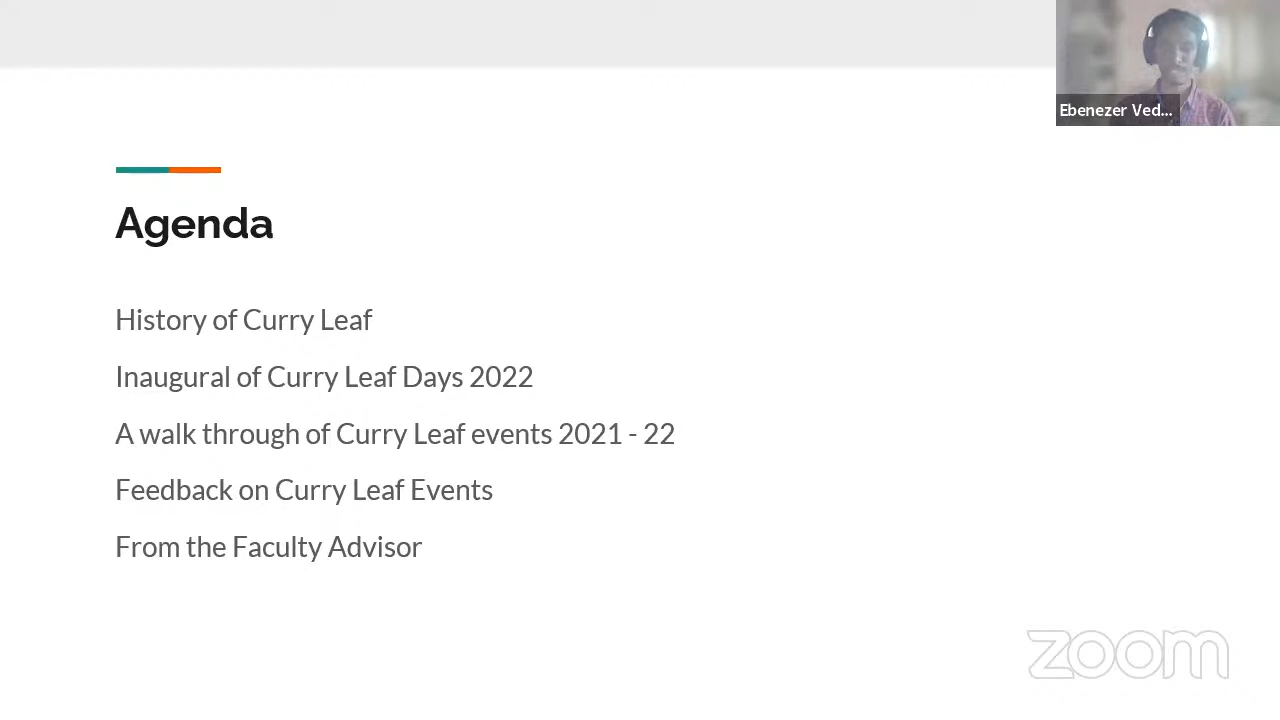 Ebenezer Ved...
Agenda
History of Curry Leaf
Inaugural of Curry Leaf Days 2022
A walk through of Curry Leaf events 2021 - 22
Feedback on Curry Leaf Events
From the Faculty Advisor
zoom